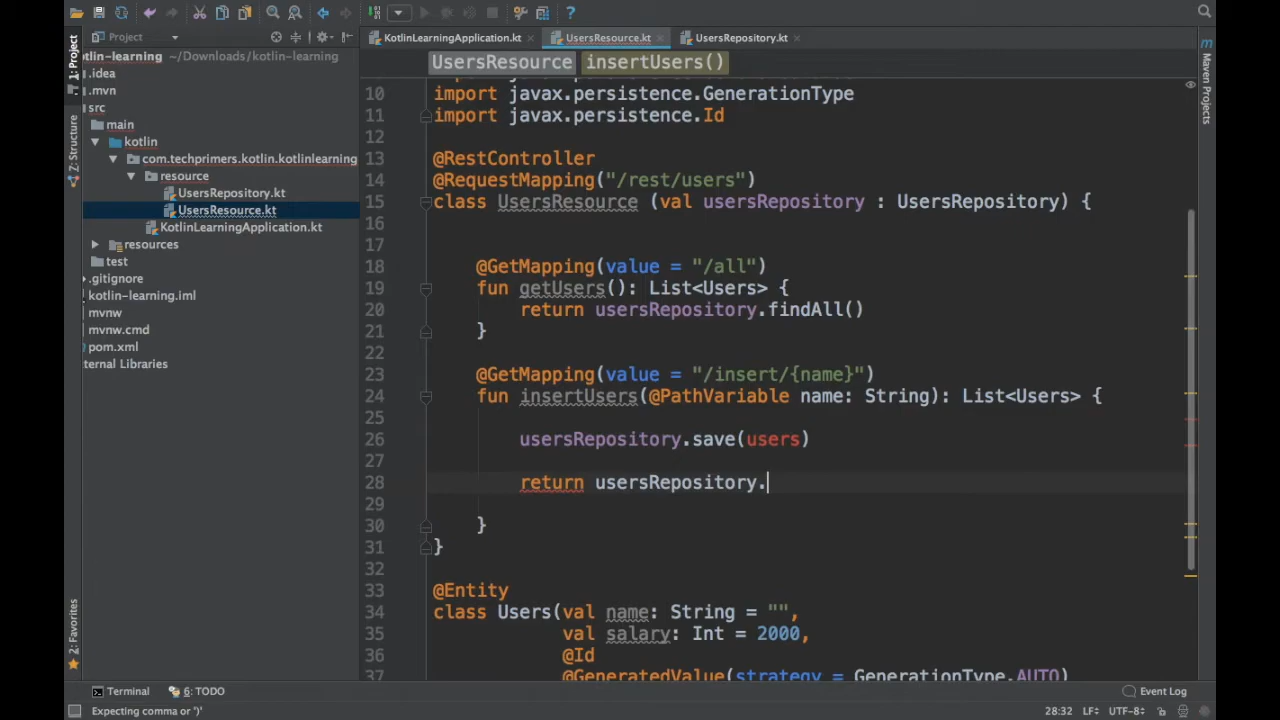 1: Project
Z: Structure
2: Favorites
Project
tlin-learning ~/Downloads/kotlin-learning
.idea
.mvn
src
main
kotlin
com.techprimers.kotlin.kotlinlearning
resource
UsersRepository.kt
UsersResource.kt
KotlinLearningApplication.kt
resources
test
.gitignore
kotlin-learning.iml
mvnw
mvnw.cmd
pom.xml
ternal Libraries
KotlinLearningApplication.kt UsersResource.kt UsersRepository.kt
UsersResource insertUsers()
10 import javax.persistence.GenerationType
11 import javax.persistence.Id
12
13 @RestController
14 @RequestMapping("/rest/users")
15 class UsersResource (val usersRepository : UsersRepository) {
16
17
18 @GetMapping(value = "/all")
19 fun getUsers(): List<Users> {
20 return usersRepository.findAll()
21 }
22
23 @GetMapping(value = "/insert/{name}")
24 fun insertUsers(@PathVariable name: String): List<Users> {
25
26 usersRepository.save(users)
27
28 return usersRepository.
29
30 }
31 }
32
33 @Entity
34 class Users(val name: String = "",
35 val salary: Int = 2000,
36 @Id
37 @GeneratedValue(strategy = GenerationType.AUTO)
Maven Projects
Terminal 6: TODO Event Log
Expecting comma or ')' 28:32 LF UTF-8